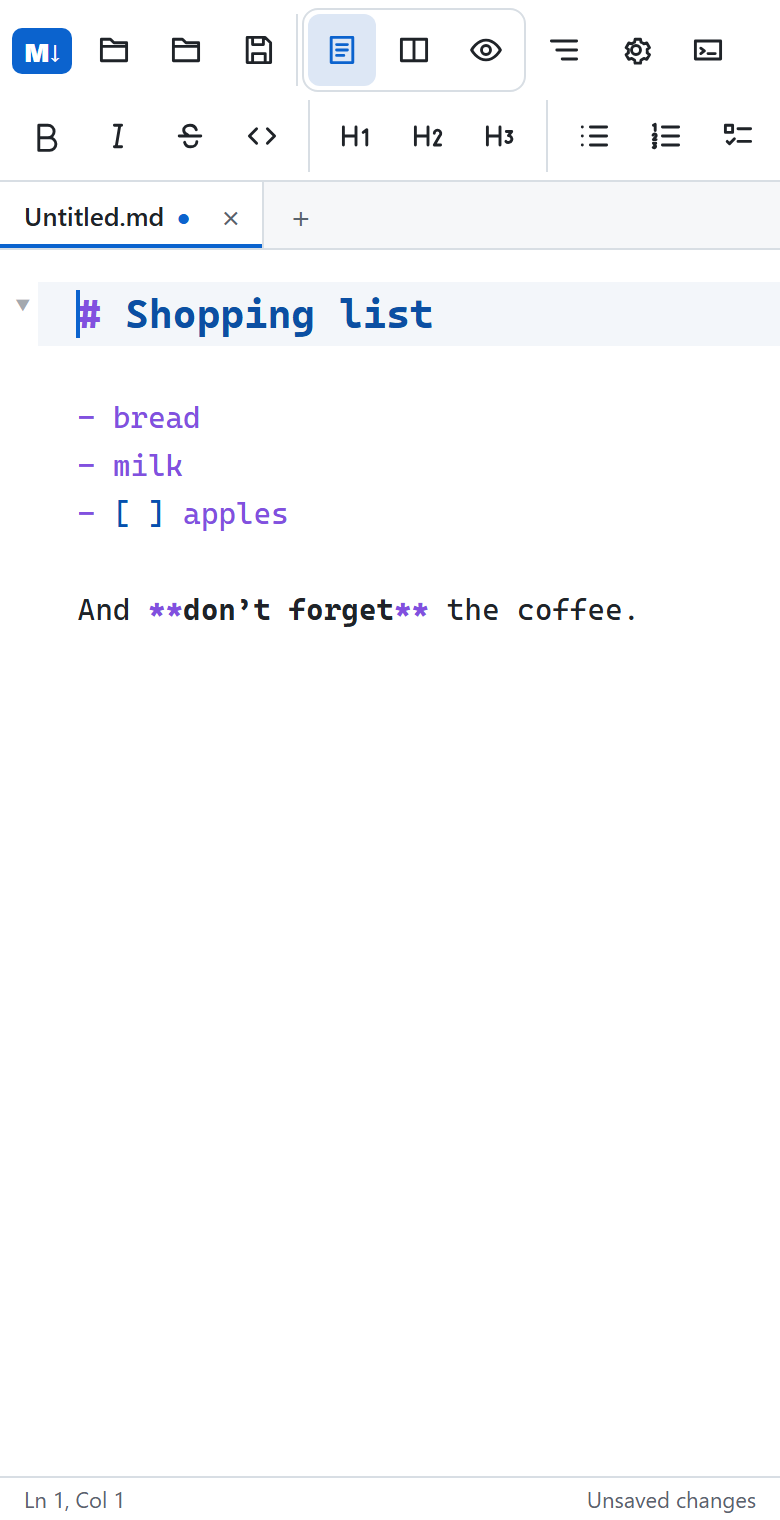 M↓
B I S <> H1 H2 H3
Untitled.md ● × +
# Shopping list
- bread
- milk
- [ ] apples
And **don’t forget** the coffee.
Ln 1, Col 1 Unsaved changes